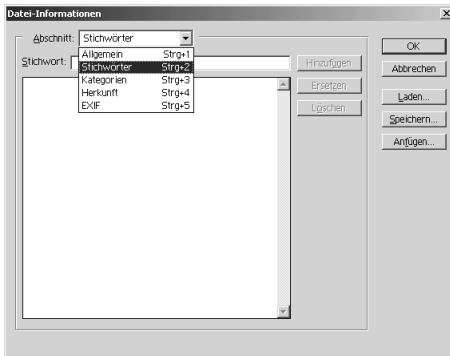 Datei-Informationen
Abschnitt: Stichwörter
Allgemein Strg+1
Stichwörter Strg+2
Kategorien Strg+3
Herkunft Strg+4
EXIF Strg+5
Stichwort:
Hinzufügen
Ersetzen
Löschen
OK
Abbrechen
Laden...
Speichern...
Anfügen...